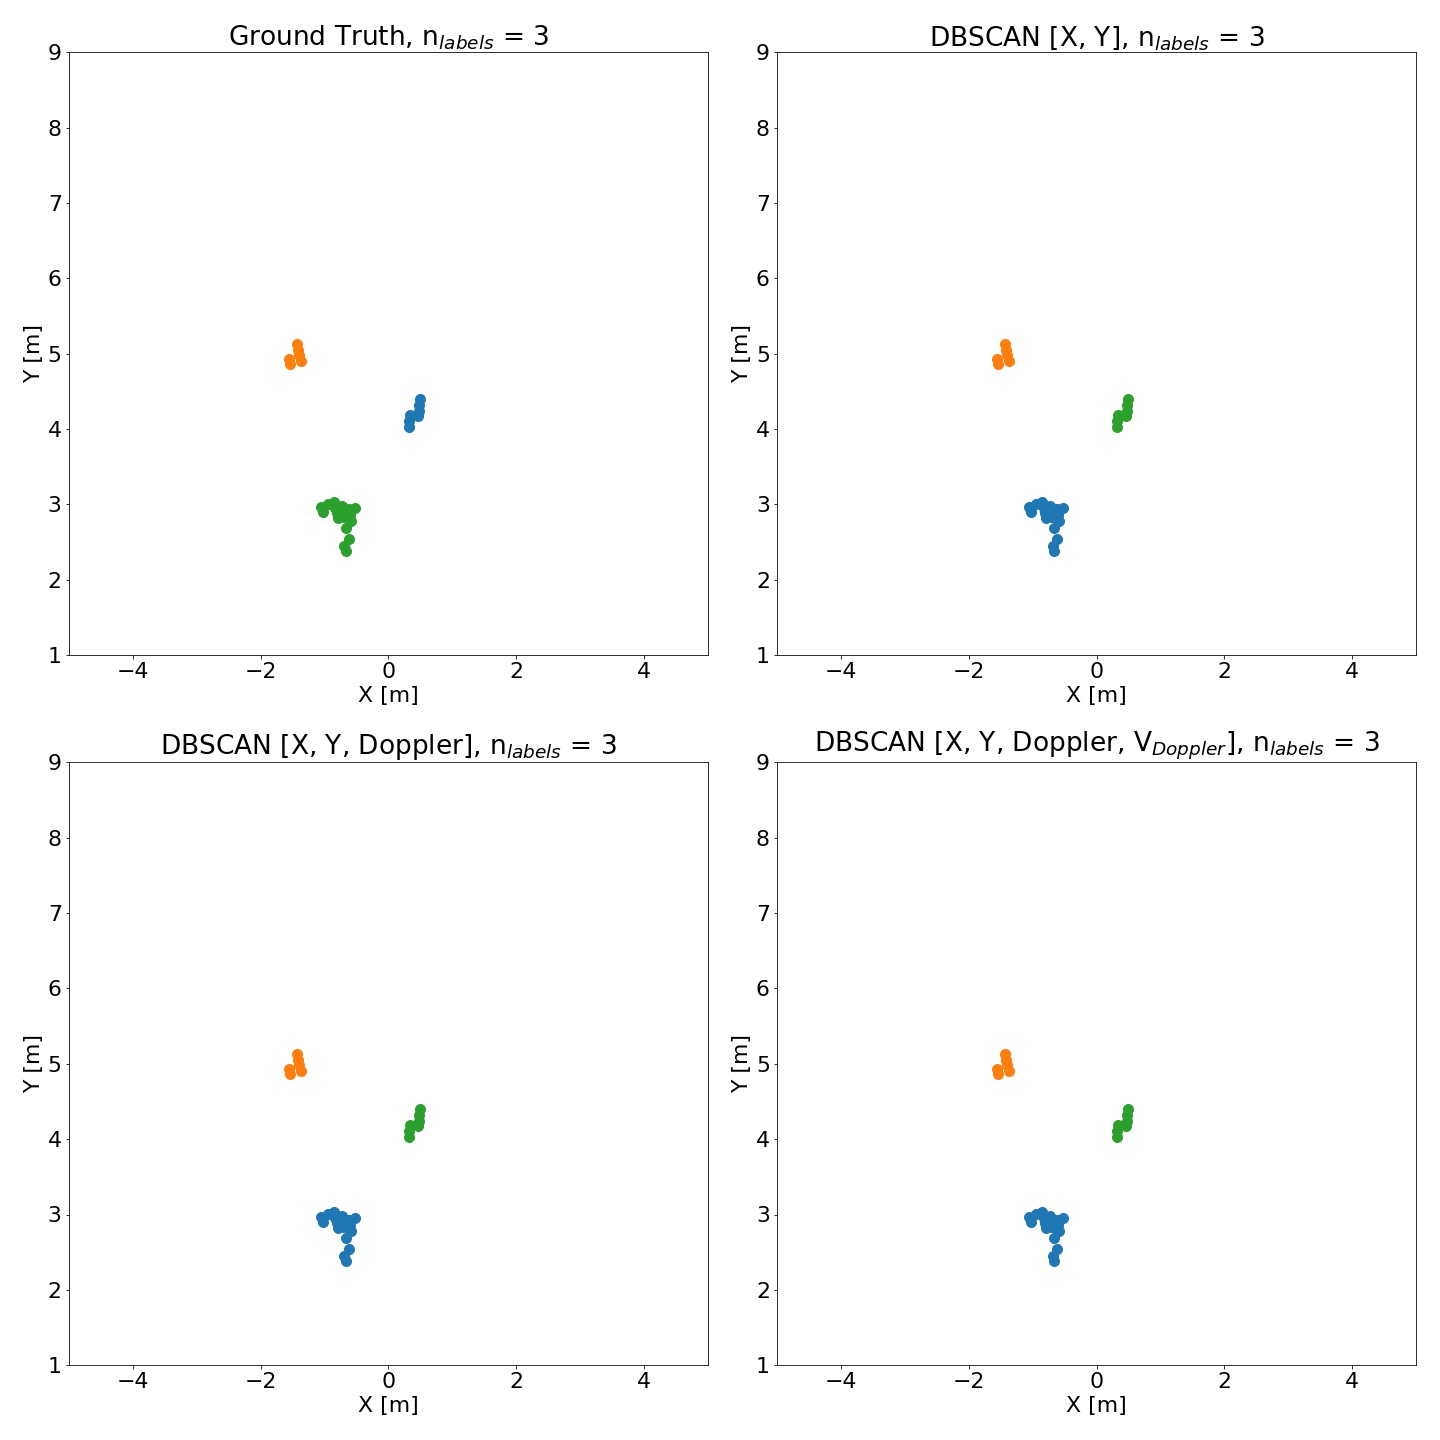 Ground Truth, n_labels = 3
9
8
7
6
5
4
3
2
1
Y [m]
−4 −2 0 2 4
X [m]
DBSCAN [X, Y], n_labels = 3
9
8
7
6
5
4
3
2
1
Y [m]
−4 −2 0 2 4
X [m]
DBSCAN [X, Y, Doppler], n_labels = 3
9
8
7
6
5
4
3
2
1
Y [m]
−4 −2 0 2 4
X [m]
DBSCAN [X, Y, Doppler, V_Doppler], n_labels = 3
9
8
7
6
5
4
3
2
1
Y [m]
−4 −2 0 2 4
X [m]